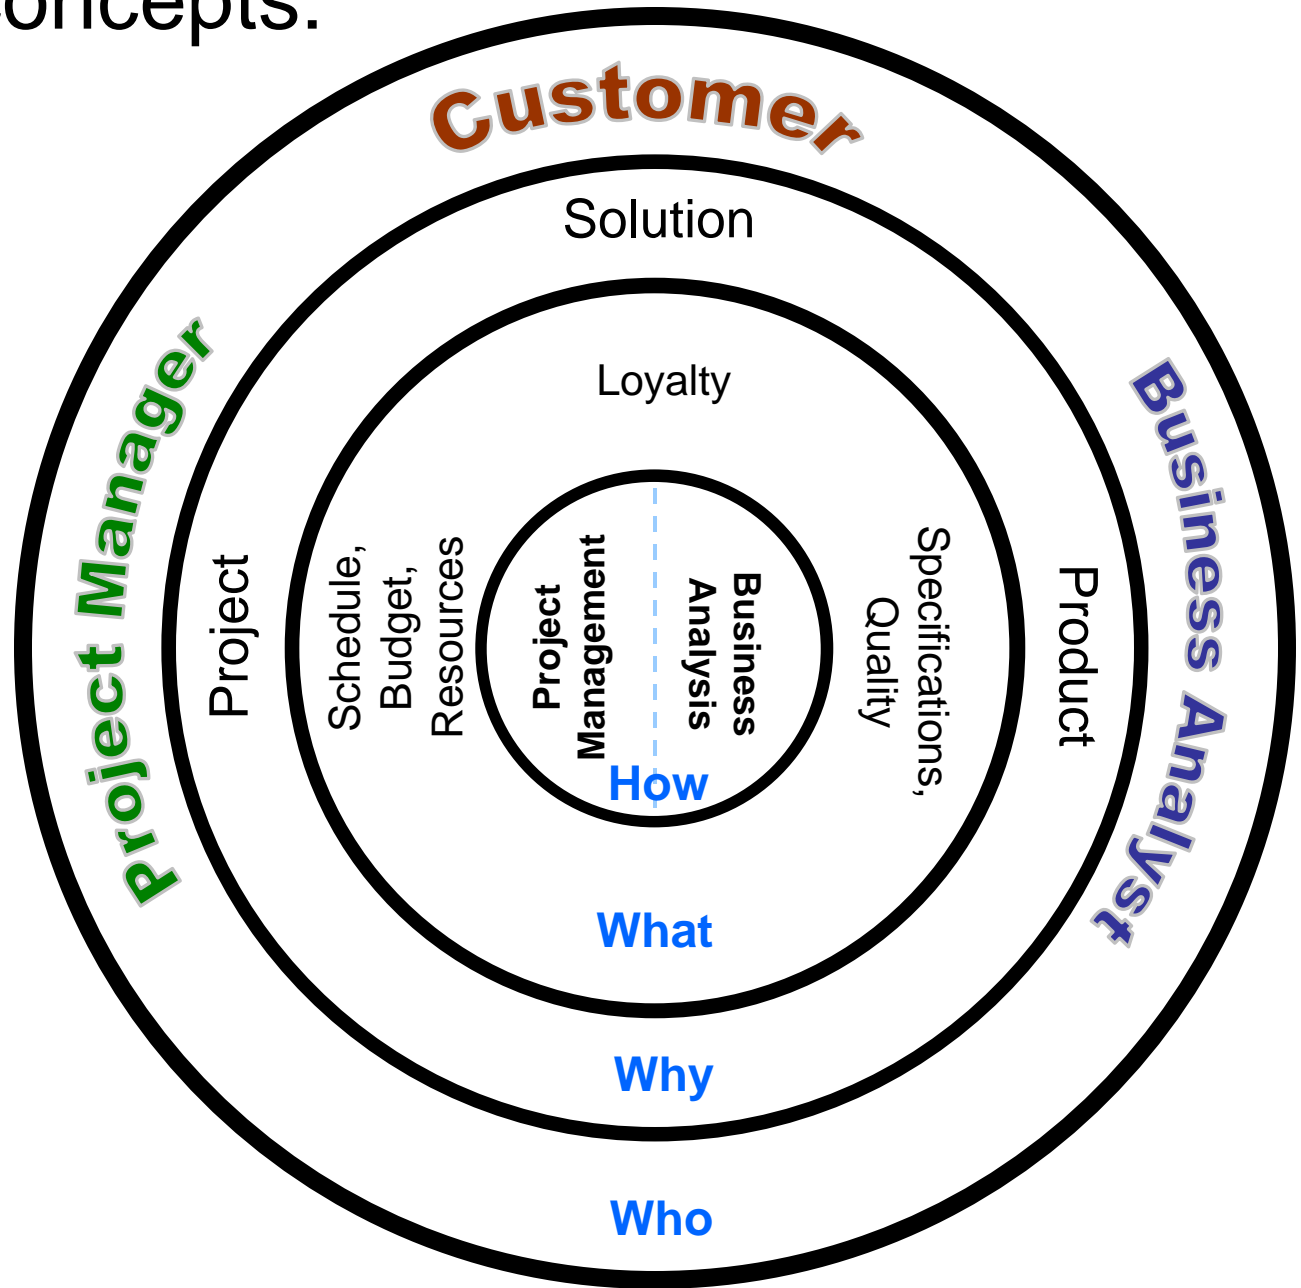 concepts.
Customer
Solution
Loyalty
Project Manager
Project
Schedule,
Budget,
Resources
Project
Management
Business
Analysis
Specifications,
Quality
Product
Business Analyst
How
What
Why
Who